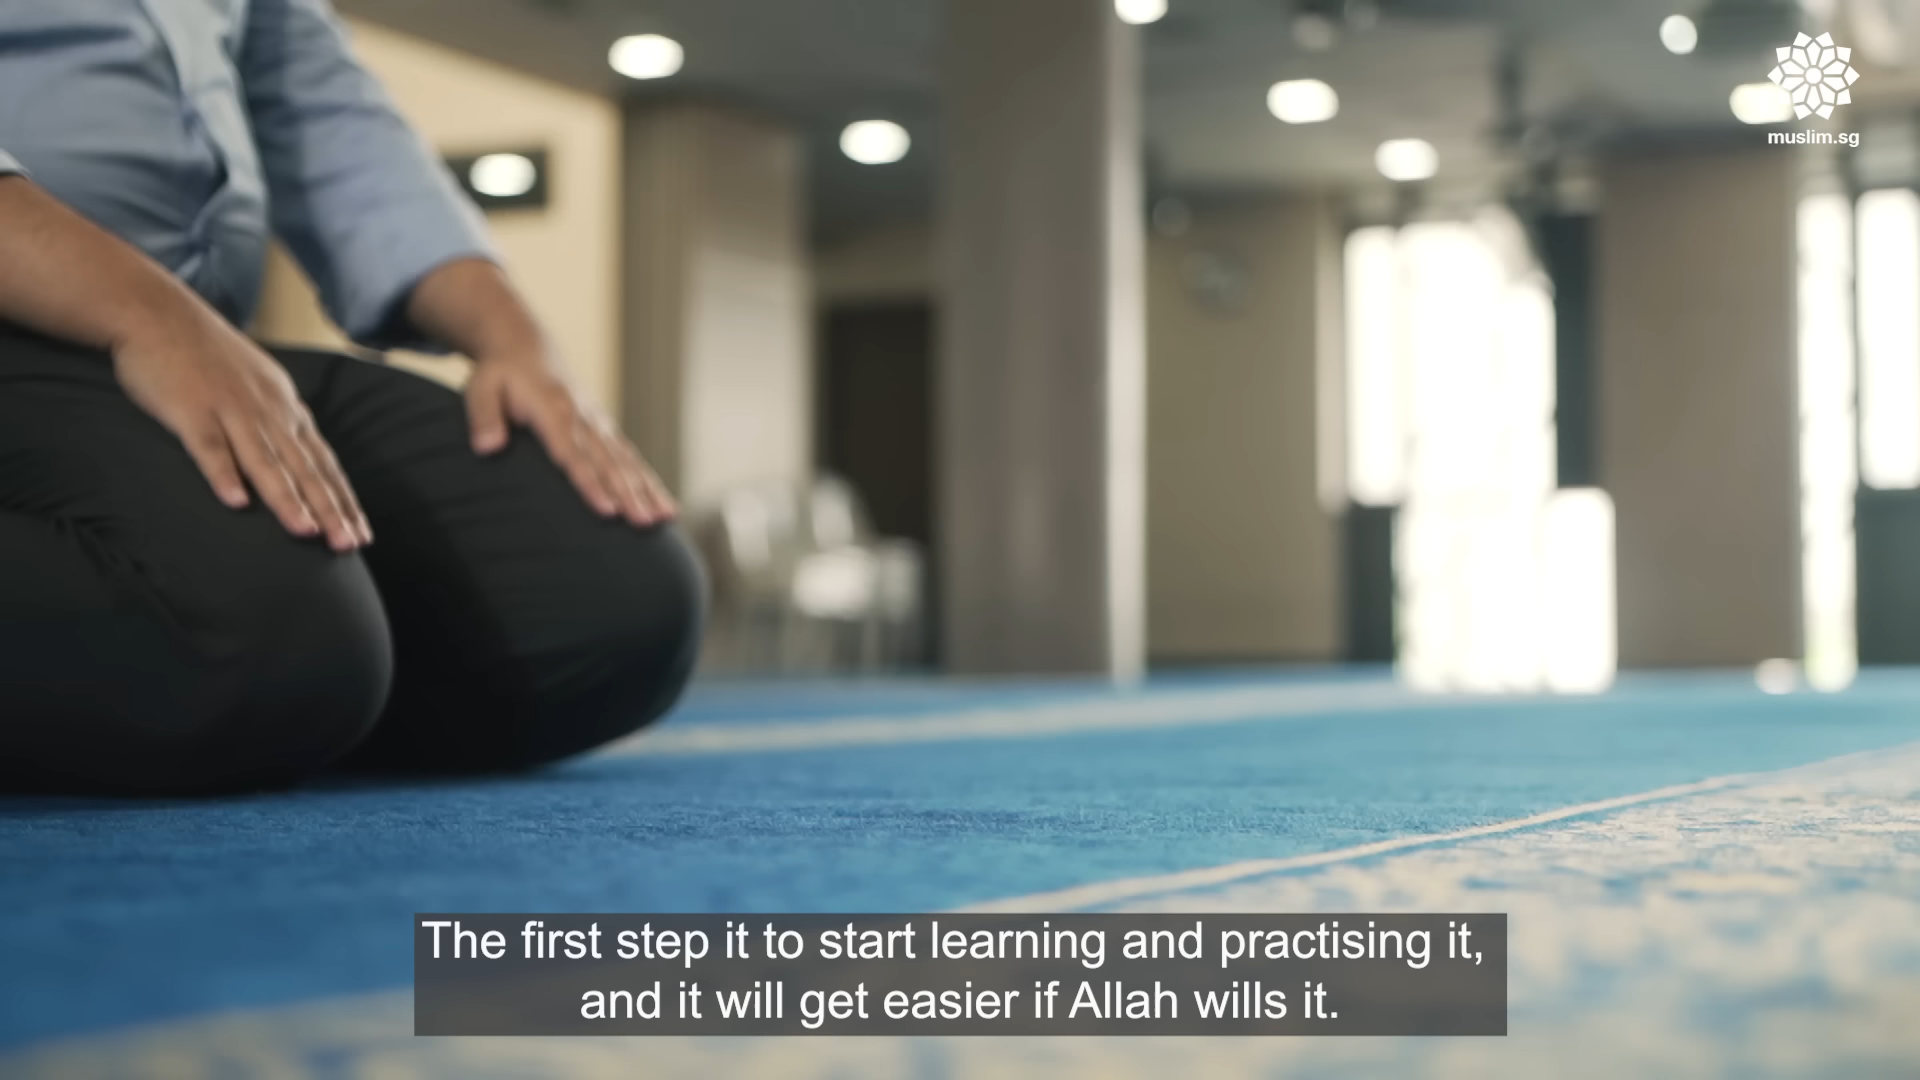 muslim.sg
The first step it to start learning and practising it,
and it will get easier if Allah wills it.